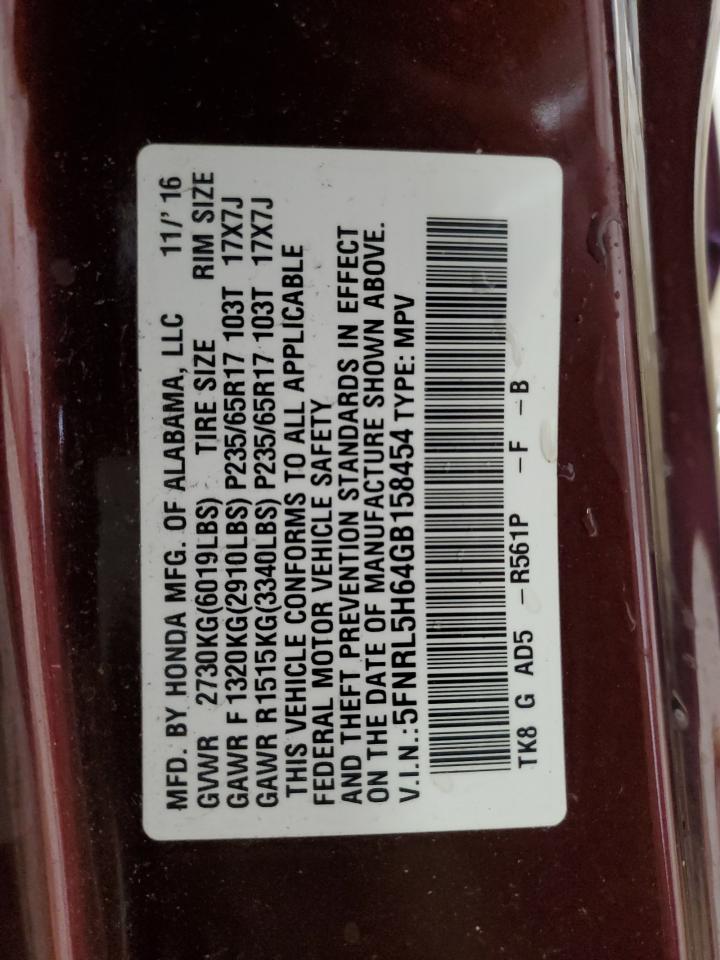 MFD. BY HONDA MFG. OF ALABAMA, LLC 11/' 16
GVWR 2730KG(6019LBS) TIRE SIZE RIM SIZE
GAWR F 1320KG(2910LBS) P235/65R17 103T 17X7J
GAWR R1515KG(3340LBS) P235/65R17 103T 17X7J
THIS VEHICLE CONFORMS TO ALL APPLICABLE
FEDERAL MOTOR VEHICLE SAFETY
AND THEFT PREVENTION STANDARDS IN EFFECT
ON THE DATE OF MANUFACTURE SHOWN ABOVE.
V.I.N.:5FNRL5H64GB158454 TYPE: MPV
TK8 G AD5 -R561P -F -B